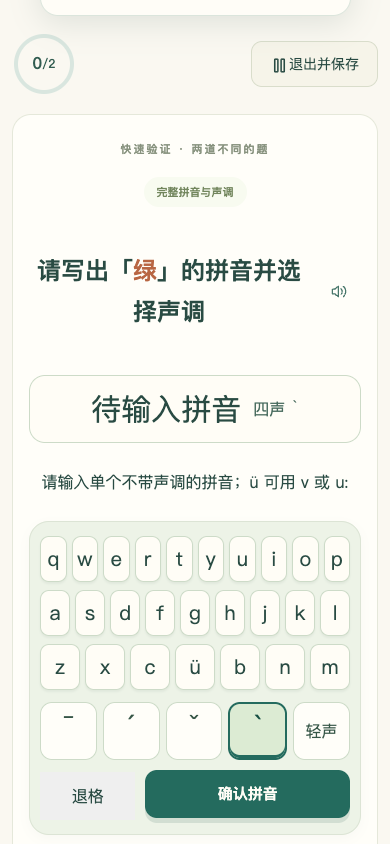 0/2
退出并保存
快速验证 · 两道不同的题
完整拼音与声调
请写出「绿」的拼音并选
择声调
待输入拼音 四声 ˋ
请输入单个不带声调的拼音；ü 可用 v 或 u:
q w e r t y u i o p
a s d f g h j k l
z x c ü b n m
ˉ ˊ ˇ ˋ 轻声
退格 确认拼音